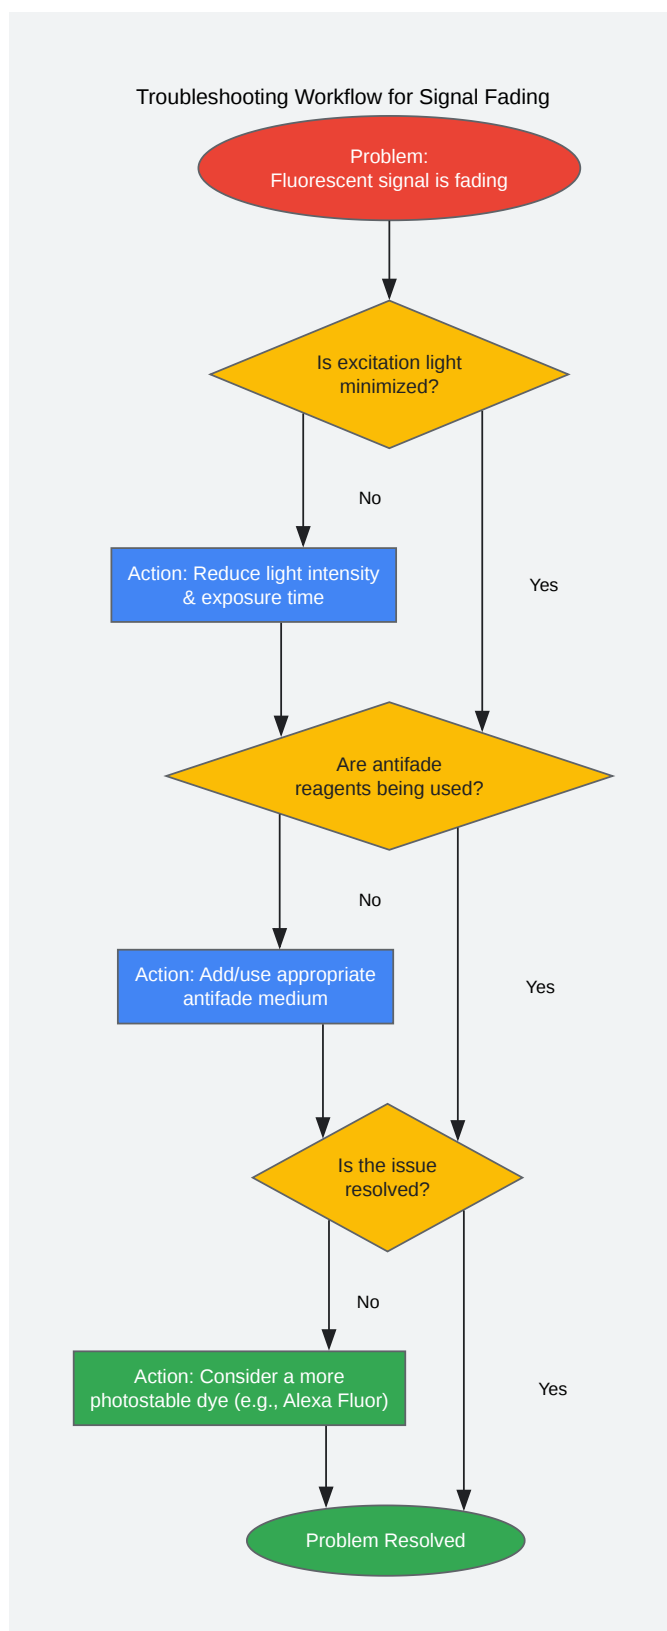 Troubleshooting Workflow for Signal Fading
Problem:
Fluorescent signal is fading
Is excitation light
minimized?
No
Action: Reduce light intensity
& exposure time
Yes
Are antifade
reagents being used?
No
Action: Add/use appropriate
antifade medium
Yes
Is the issue
resolved?
No
Action: Consider a more
photostable dye (e.g., Alexa Fluor)
Yes
Problem Resolved